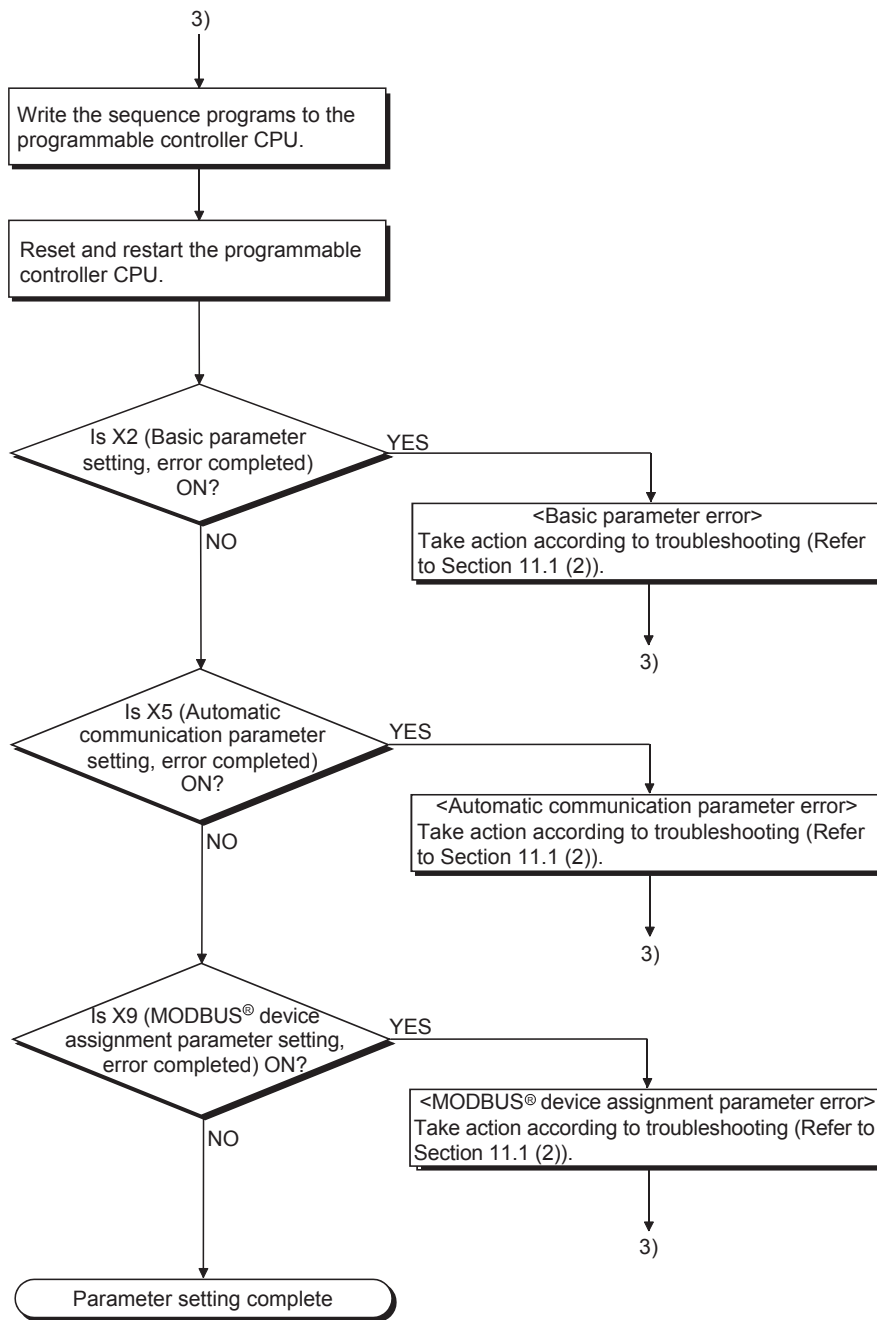 3)
Write the sequence programs to the
programmable controller CPU.
Reset and restart the programmable
controller CPU.
Is X2 (Basic parameter
setting, error completed)
ON?
YES
NO
<Basic parameter error>
Take action according to troubleshooting (Refer
to Section 11.1 (2)).
3)
Is X5 (Automatic
communication parameter
setting, error completed)
ON?
YES
NO
<Automatic communication parameter error>
Take action according to troubleshooting (Refer
to Section 11.1 (2)).
3)
Is X9 (MODBUS® device
assignment parameter setting,
error completed) ON?
YES
NO
<MODBUS® device assignment parameter error>
Take action according to troubleshooting (Refer to
Section 11.1 (2)).
3)
Parameter setting complete